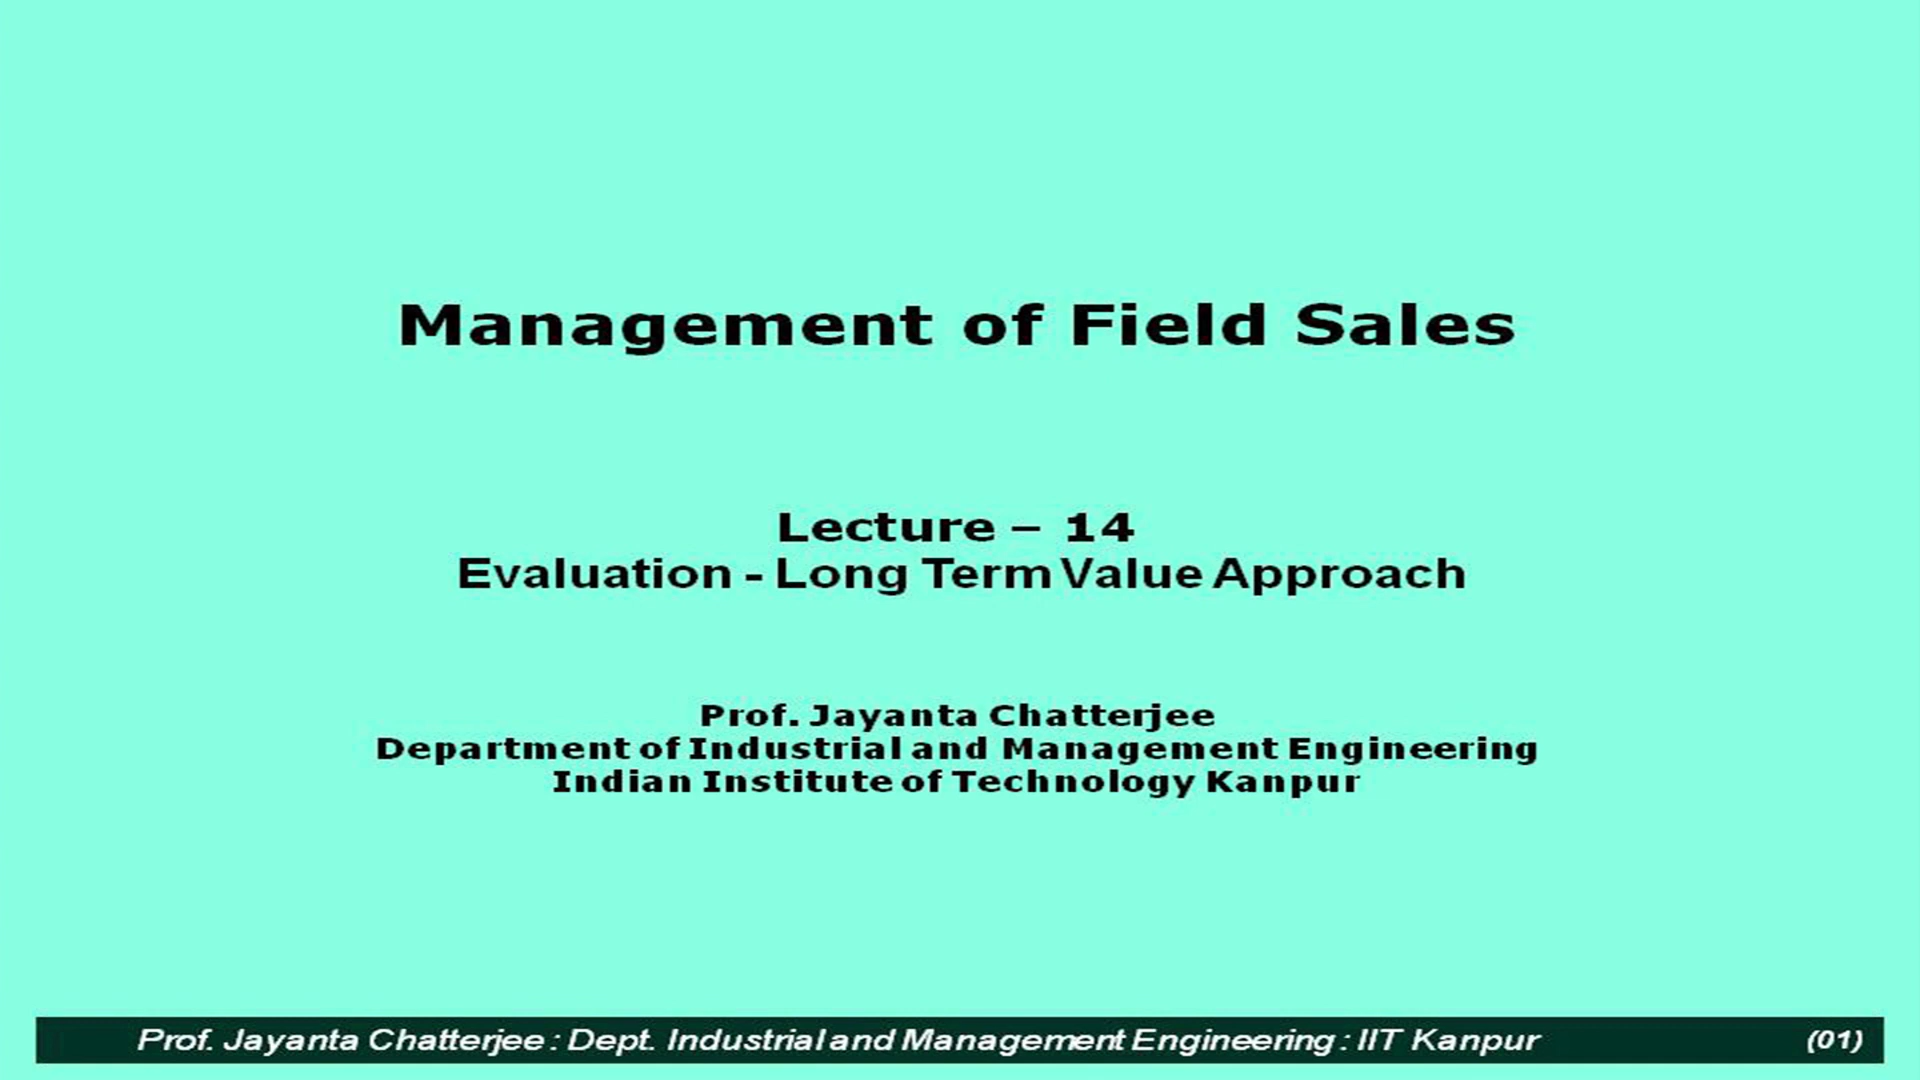 Management of Field Sales
Lecture – 14
Evaluation - Long Term Value Approach
Prof. Jayanta Chatterjee
Department of Industrial and Management Engineering
Indian Institute of Technology Kanpur
Prof. Jayanta Chatterjee : Dept. Industrial and Management Engineering : IIT Kanpur (01)